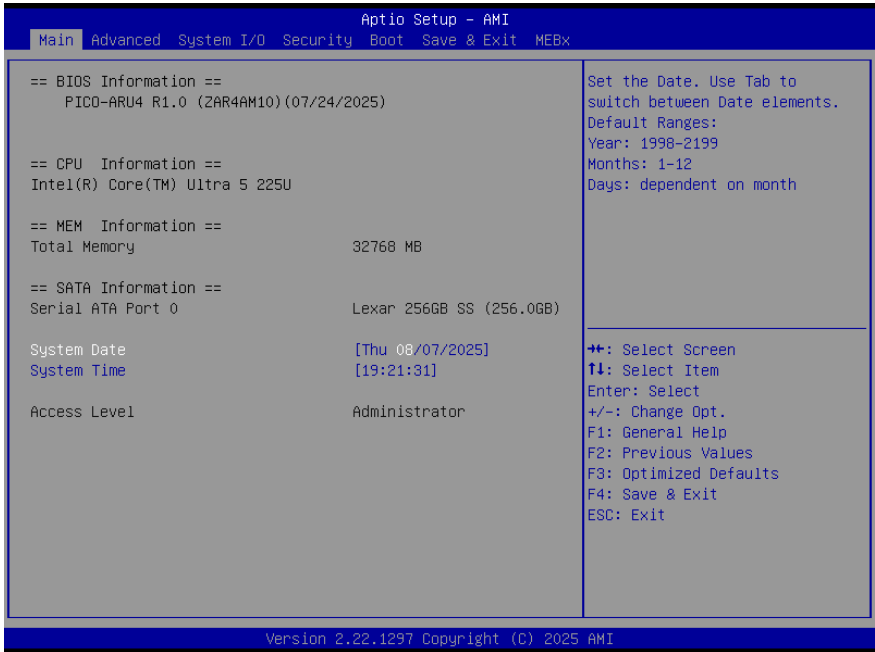 Aptio Setup – AMI
Main Advanced System I/O Security Boot Save & Exit MEBx
== BIOS Information ==
PICO-ARU4 R1.0 (ZAR4AM10)(07/24/2025)
== CPU Information ==
Intel(R) Core(TM) Ultra 5 225U
== MEM Information ==
Total Memory 32768 MB
== SATA Information ==
Serial ATA Port 0 Lexar 256GB SS (256.0GB)
System Date [Thu 08/07/2025]
System Time [19:21:31]
Access Level Administrator
Set the Date. Use Tab to
switch between Date elements.
Default Ranges:
Year: 1998-2199
Months: 1-12
Days: dependent on month
→←: Select Screen
↑↓: Select Item
Enter: Select
+/-: Change Opt.
F1: General Help
F2: Previous Values
F3: Optimized Defaults
F4: Save & Exit
ESC: Exit
Version 2.22.1297 Copyright (C) 2025 AMI